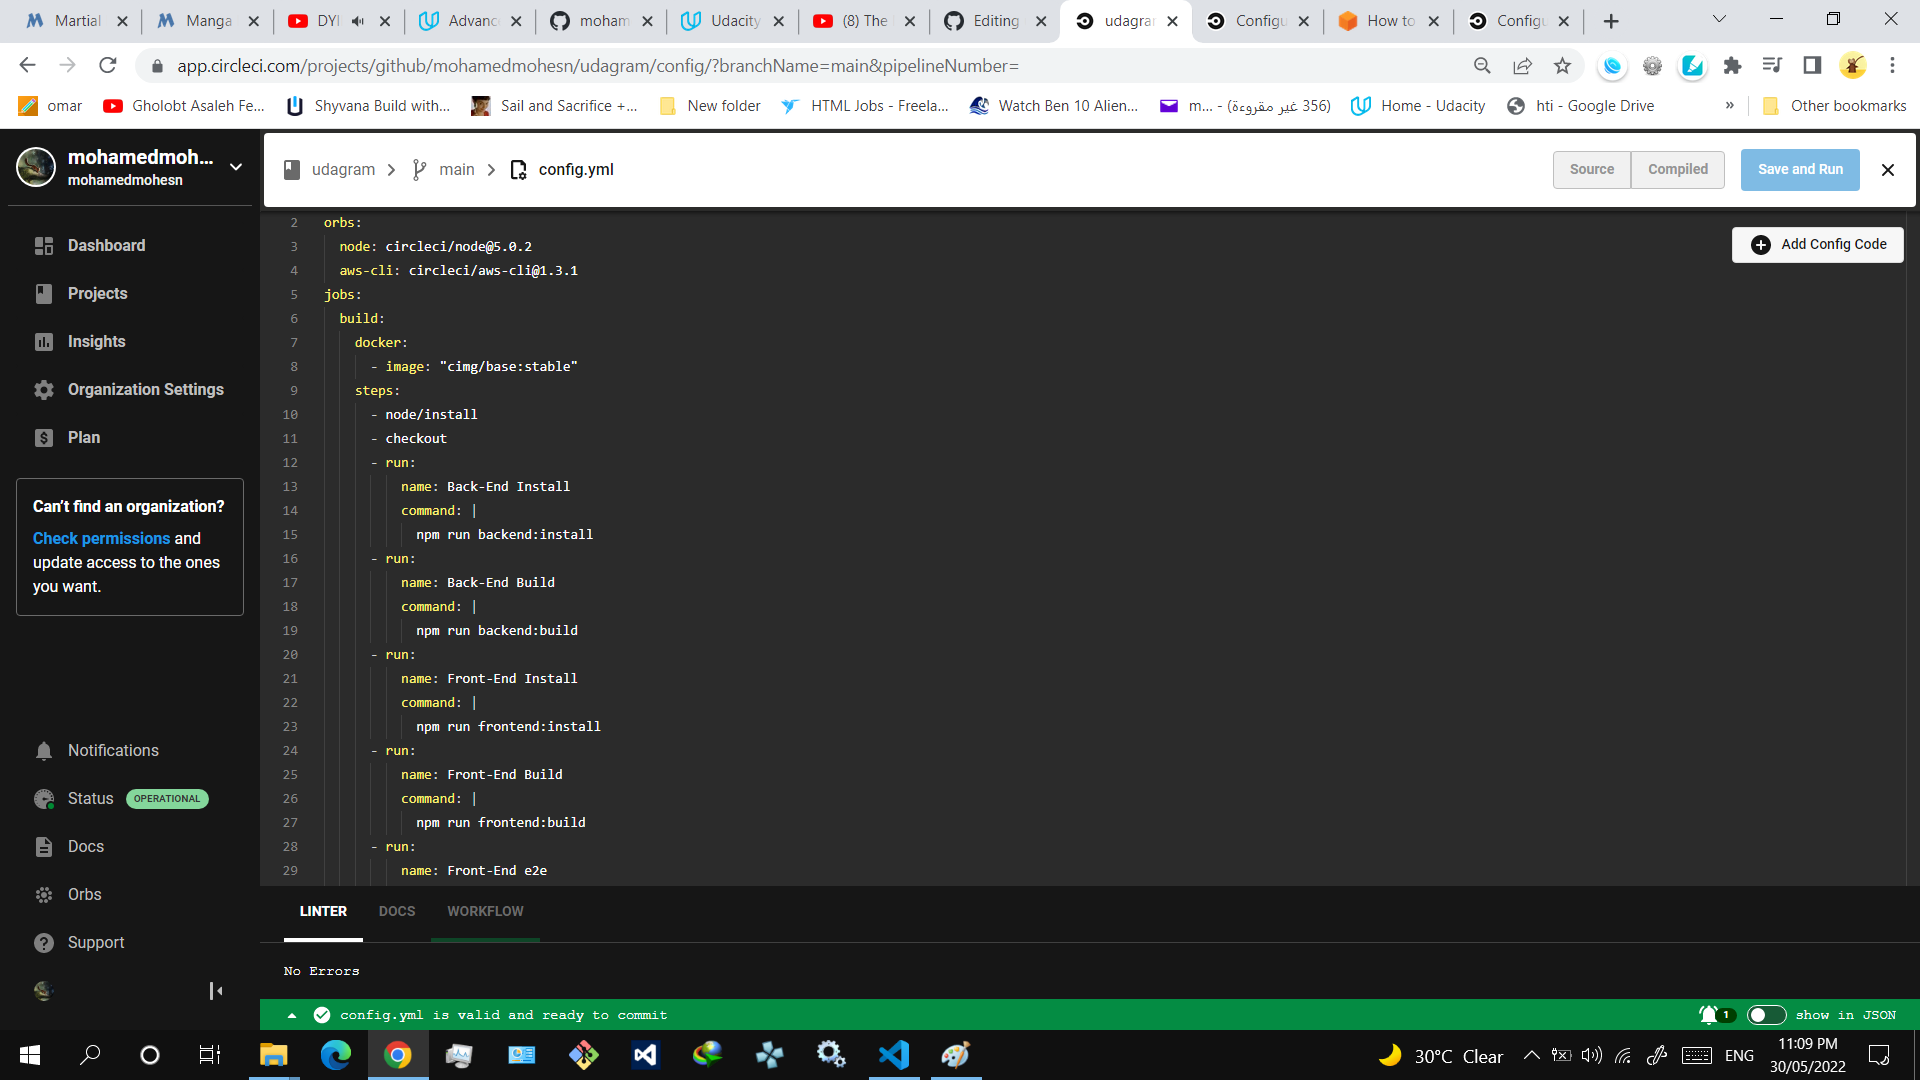 Martial
Manga
DYI
Advanc
moham
Udacity
(8) The
Editing
udagrar
Configu
How to
Configu
app.circleci.com/projects/github/mohamedmohesn/udagram/config/?branchName=main&pipelineNumber=
omar
Gholobt Asaleh Fe...
Shyvana Build with...
Sail and Sacrifice +...
New folder
HTML Jobs - Freela...
Watch Ben 10 Alien...
m... - (356 غير مقروءة)
Home - Udacity
hti - Google Drive
»
Other bookmarks
mohamedmoh...
mohamedmohesn
Dashboard
Projects
Insights
Organization Settings
Plan
Can't find an organization?
Check permissions and
update access to the ones
you want.
Notifications
Status OPERATIONAL
Docs
Orbs
Support
udagram > main > config.yml
Source
Compiled
Save and Run
Add Config Code
2 orbs:
3 node: circleci/node@5.0.2
4 aws-cli: circleci/aws-cli@1.3.1
5 jobs:
6 build:
7 docker:
8 - image: "cimg/base:stable"
9 steps:
10 - node/install
11 - checkout
12 - run:
13 name: Back-End Install
14 command: |
15 npm run backend:install
16 - run:
17 name: Back-End Build
18 command: |
19 npm run backend:build
20 - run:
21 name: Front-End Install
22 command: |
23 npm run frontend:install
24 - run:
25 name: Front-End Build
26 command: |
27 npm run frontend:build
28 - run:
29 name: Front-End e2e
LINTER
DOCS
WORKFLOW
No Errors
config.yml is valid and ready to commit
1
show in JSON
30°C Clear
ENG
11:09 PM
30/05/2022